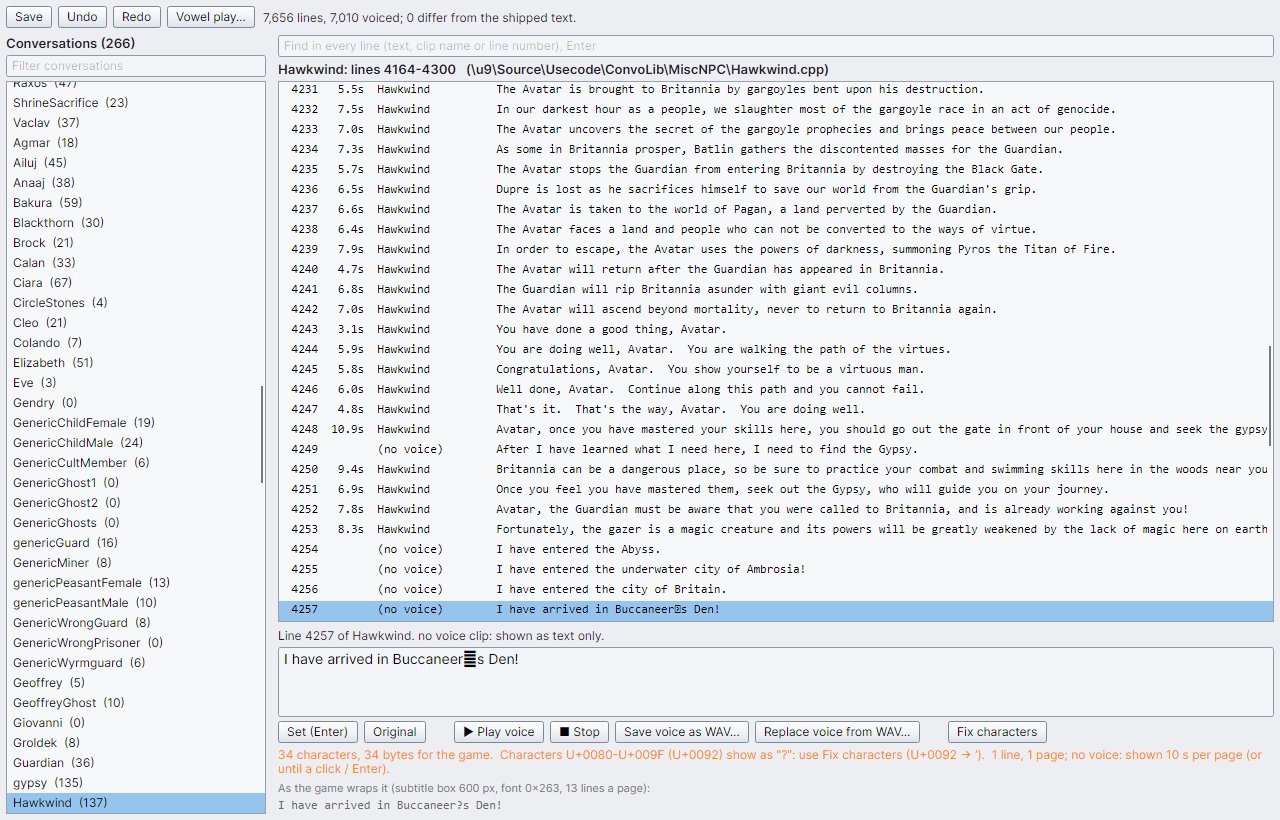 Save Undo Redo Vowel play... 7,656 lines, 7,010 voiced; 0 differ from the shipped text.
Conversations (266)
Filter conversations
Raxos (47)
ShrineSacrifice (23)
Vaclav (37)
Agmar (18)
Ailuj (45)
Anaaj (38)
Bakura (59)
Blackthorn (30)
Brock (21)
Calan (33)
Ciara (67)
CircleStones (4)
Cleo (21)
Colando (7)
Elizabeth (51)
Eve (3)
Gendry (0)
GenericChildFemale (19)
GenericChildMale (24)
GenericCultMember (6)
GenericGhost1 (0)
GenericGhost2 (0)
GenericGhosts (0)
genericGuard (16)
GenericMiner (8)
genericPeasantFemale (13)
genericPeasantMale (10)
GenericWrongGuard (8)
GenericWrongPrisoner (0)
GenericWyrmguard (6)
Geoffrey (5)
GeoffreyGhost (10)
Giovanni (0)
Groldek (8)
Guardian (36)
gypsy (135)
Hawkwind (137)
Find in every line (text, clip name or line number), Enter
Hawkwind: lines 4164-4300 (\u9\Source\Usecode\ConvoLib\MiscNPC\Hawkwind.cpp)
4231 5.5s Hawkwind The Avatar is brought to Britannia by gargoyles bent upon his destruction.
4232 7.5s Hawkwind In our darkest hour as a people, we slaughter most of the gargoyle race in an act of genocide.
4233 7.0s Hawkwind The Avatar uncovers the secret of the gargoyle prophecies and brings peace between our people.
4234 7.3s Hawkwind As some in Britannia prosper, Batlin gathers the discontented masses for the Guardian.
4235 5.7s Hawkwind The Avatar stops the Guardian from entering Britannia by destroying the Black Gate.
4236 6.5s Hawkwind Dupre is lost as he sacrifices himself to save our world from the Guardian's grip.
4237 6.6s Hawkwind The Avatar is taken to the world of Pagan, a land perverted by the Guardian.
4238 6.4s Hawkwind The Avatar faces a land and people who can not be converted to the ways of virtue.
4239 7.9s Hawkwind In order to escape, the Avatar uses the powers of darkness, summoning Pyros the Titan of Fire.
4240 4.7s Hawkwind The Avatar will return after the Guardian has appeared in Britannia.
4241 6.8s Hawkwind The Guardian will rip Britannia asunder with giant evil columns.
4242 7.0s Hawkwind The Avatar will ascend beyond mortality, never to return to Britannia again.
4243 3.1s Hawkwind You have done a good thing, Avatar.
4244 5.9s Hawkwind You are doing well, Avatar.  You are walking the path of the virtues.
4245 5.8s Hawkwind Congratulations, Avatar.  You show yourself to be a virtuous man.
4246 6.0s Hawkwind Well done, Avatar.  Continue along this path and you cannot fail.
4247 4.8s Hawkwind That's it.  That's the way, Avatar.  You are doing well.
4248 10.9s Hawkwind Avatar, once you have mastered your skills here, you should go out the gate in front of your house and seek the gypsy
4249 (no voice) After I have learned what I need here, I need to find the Gypsy.
4250 9.4s Hawkwind Britannia can be a dangerous place, so be sure to practice your combat and swimming skills here in the woods near you
4251 6.9s Hawkwind Once you feel you have mastered them, seek out the Gypsy, who will guide you on your journey.
4252 7.8s Hawkwind Avatar, the Guardian must be aware that you were called to Britannia, and is already working against you!
4253 8.3s Hawkwind Fortunately, the gazer is a magic creature and its powers will be greatly weakened by the lack of magic here on earth
4254 (no voice) I have entered the Abyss.
4255 (no voice) I have entered the underwater city of Ambrosia!
4256 (no voice) I have entered the city of Britain.
4257 (no voice) I have arrived in Buccaneer�s Den!
Line 4257 of Hawkwind. no voice clip: shown as text only.
I have arrived in Buccaneer�s Den!
Set (Enter) Original ▶ Play voice ■ Stop Save voice as WAV... Replace voice from WAV... Fix characters
34 characters, 34 bytes for the game.  Characters U+0080-U+009F (U+0092) show as "?": use Fix characters (U+0092 → ’).  1 line, 1 page; no voice: shown 10 s per page (or
until a click / Enter).
As the game wraps it (subtitle box 600 px, font 0×263, 13 lines a page):
I have arrived in Buccaneer?s Den!